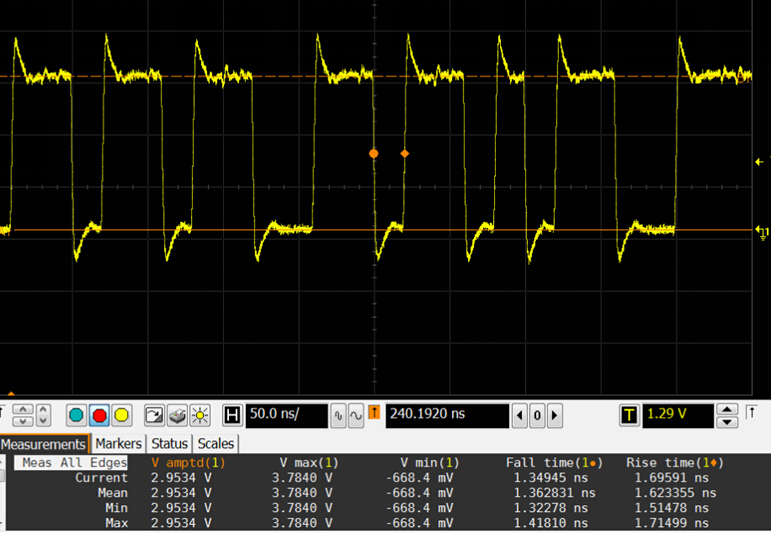 1
H 50.0 ns/ 240.1920 ns 0 T 1.29 V
Measurements Markers Status Scales
Meas All Edges V amptd(1) V max(1) V min(1) Fall time(1●) Rise time(1♦)
Current 2.9534 V 3.7840 V -668.4 mV 1.34945 ns 1.69591 ns
Mean 2.9534 V 3.7840 V -668.4 mV 1.362831 ns 1.623355 ns
Min 2.9534 V 3.7840 V -668.4 mV 1.32278 ns 1.51478 ns
Max 2.9534 V 3.7840 V -668.4 mV 1.41810 ns 1.71499 ns